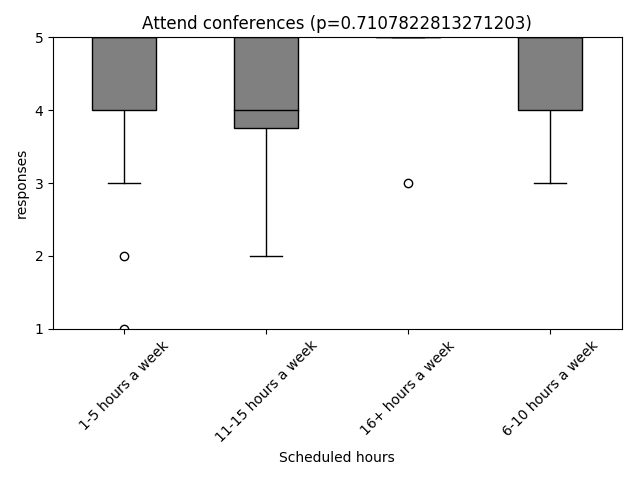 Attend conferences (p=0.7107822813271203)
5
4
3
2
1
responses
1-5 hours a week
11-15 hours a week
16+ hours a week
6-10 hours a week
Scheduled hours